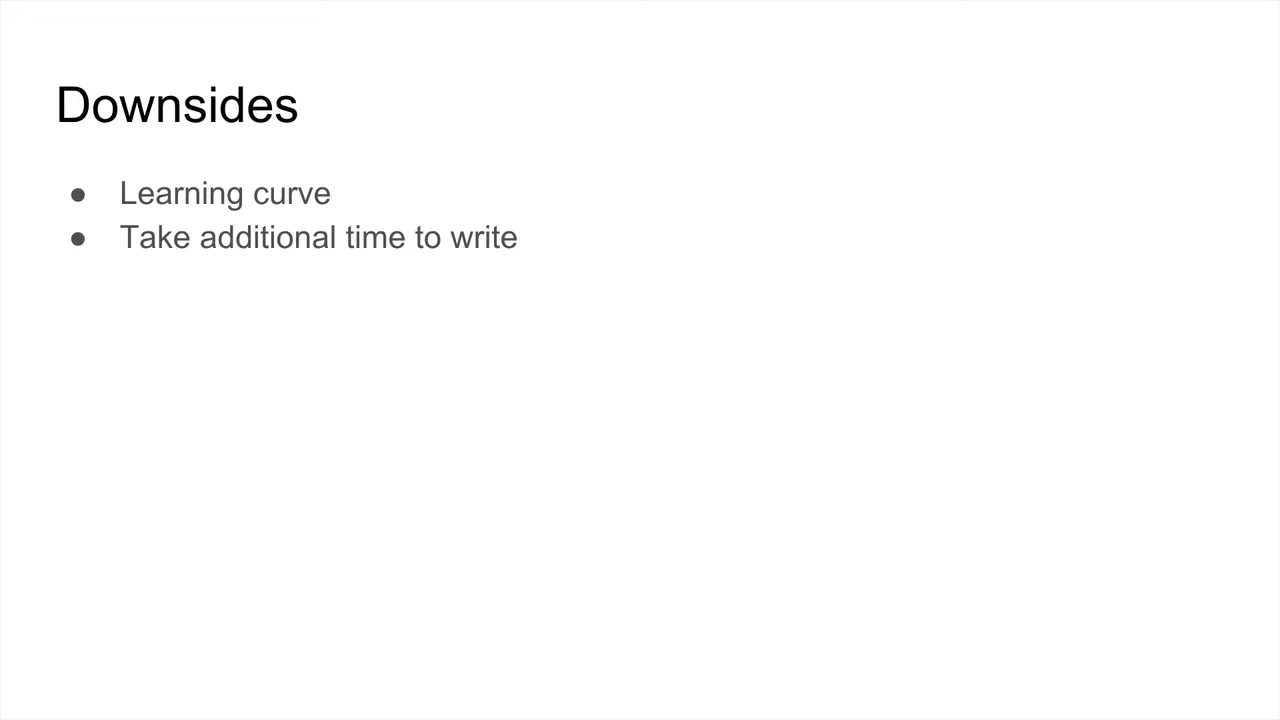 Downsides
● Learning curve
● Take additional time to write